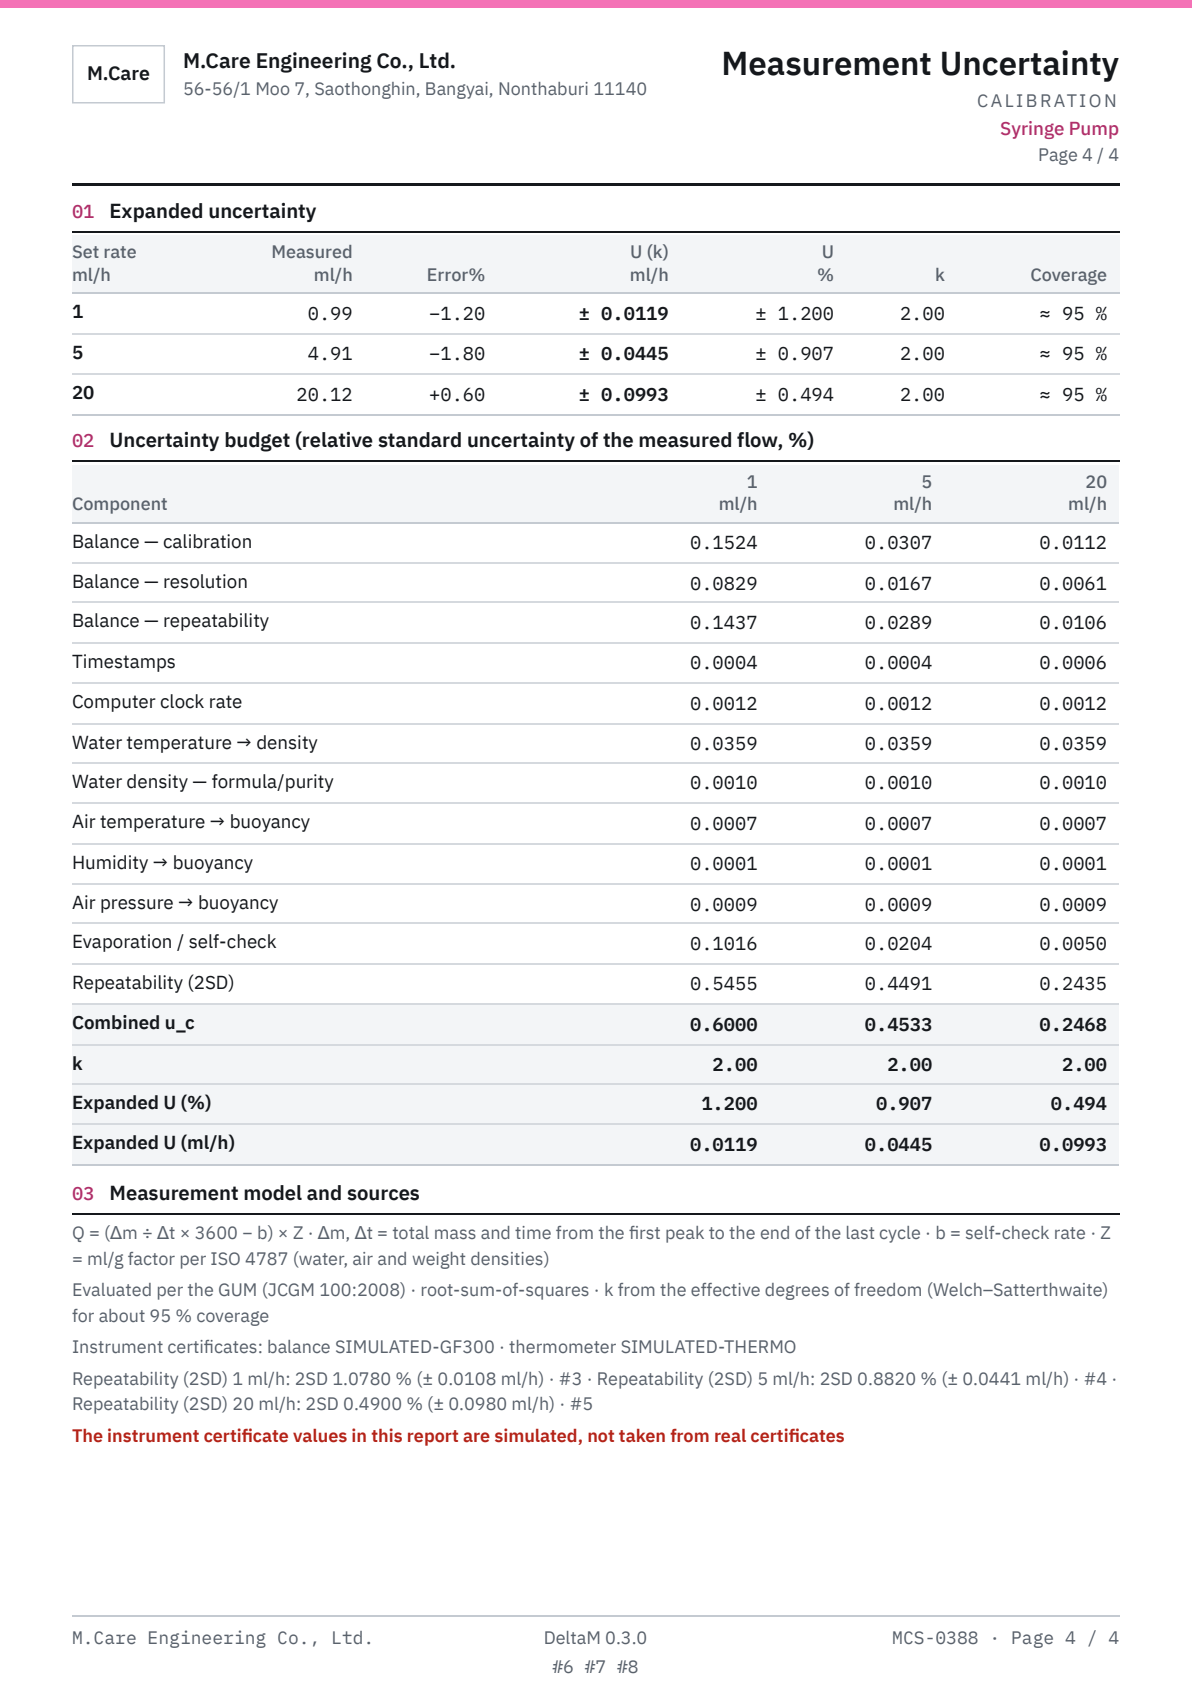 M.Care
M.Care Engineering Co., Ltd.
56-56/1 Moo 7, Saothonghin, Bangyai, Nonthaburi 11140
Measurement Uncertainty
CALIBRATION
Syringe Pump
Page 4 / 4
01 Expanded uncertainty
Set rate ml/h Measured ml/h Error% U (k) ml/h U % k Coverage
1 0.99 −1.20 ± 0.0119 ± 1.200 2.00 ≈ 95 %
5 4.91 −1.80 ± 0.0445 ± 0.907 2.00 ≈ 95 %
20 20.12 +0.60 ± 0.0993 ± 0.494 2.00 ≈ 95 %
02 Uncertainty budget (relative standard uncertainty of the measured flow, %)
Component 1 ml/h 5 ml/h 20 ml/h
Balance — calibration 0.1524 0.0307 0.0112
Balance — resolution 0.0829 0.0167 0.0061
Balance — repeatability 0.1437 0.0289 0.0106
Timestamps 0.0004 0.0004 0.0006
Computer clock rate 0.0012 0.0012 0.0012
Water temperature → density 0.0359 0.0359 0.0359
Water density — formula/purity 0.0010 0.0010 0.0010
Air temperature → buoyancy 0.0007 0.0007 0.0007
Humidity → buoyancy 0.0001 0.0001 0.0001
Air pressure → buoyancy 0.0009 0.0009 0.0009
Evaporation / self-check 0.1016 0.0204 0.0050
Repeatability (2SD) 0.5455 0.4491 0.2435
Combined u_c 0.6000 0.4533 0.2468
k 2.00 2.00 2.00
Expanded U (%) 1.200 0.907 0.494
Expanded U (ml/h) 0.0119 0.0445 0.0993
03 Measurement model and sources
Q = (Δm ÷ Δt × 3600 − b) × Z · Δm, Δt = total mass and time from the first peak to the end of the last cycle · b = self-check rate · Z
= ml/g factor per ISO 4787 (water, air and weight densities)
Evaluated per the GUM (JCGM 100:2008) · root-sum-of-squares · k from the effective degrees of freedom (Welch–Satterthwaite)
for about 95 % coverage
Instrument certificates: balance SIMULATED-GF300 · thermometer SIMULATED-THERMO
Repeatability (2SD) 1 ml/h: 2SD 1.0780 % (± 0.0108 ml/h) · #3 · Repeatability (2SD) 5 ml/h: 2SD 0.8820 % (± 0.0441 ml/h) · #4 ·
Repeatability (2SD) 20 ml/h: 2SD 0.4900 % (± 0.0980 ml/h) · #5
The instrument certificate values in this report are simulated, not taken from real certificates
M.Care Engineering Co., Ltd. DeltaM 0.3.0 MCS-0388 · Page 4 / 4
#6 #7 #8